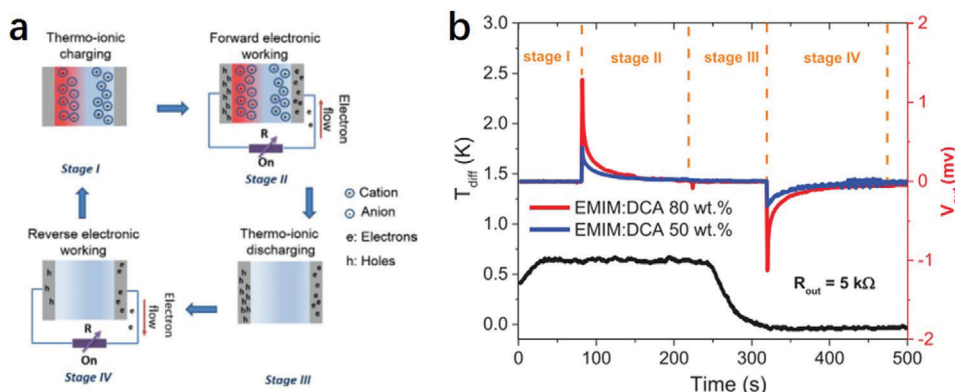 a
Thermo-ionic
charging
Stage I
Forward electronic
working
h
h
h
h
h
e
e
e
e
e
Electron
flow
R
On
Stage II
Cation
Anion
e: Electrons
h: Holes
Reverse electronic
working
h
h
h
e
e
e
Electron
flow
R
On
Stage IV
Thermo-ionic
discharging
Stage III
b
stage I
stage II
stage III
stage IV
EMIM:DCA 80 wt.%
EMIM:DCA 50 wt.%
R out = 5 kΩ
T diff (K)
3.0
2.5
2.0
1.5
1.0
0.5
0.0
2
1
0
-1
-2
(mv)
0
100
200
300
400
500
Time (s)